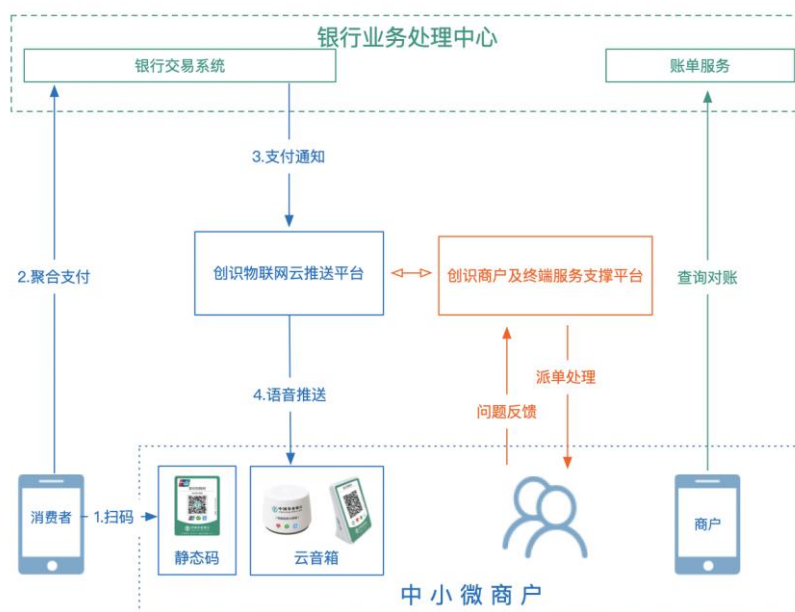 银行业务处理中心
银行交易系统
账单服务
3.支付通知
2.聚合支付
创识物联网云推送平台
创识商户及终端服务支撑平台
查询对账
4.语音推送
派单处理
问题反馈
消费者
1.扫码
商户
静态码
云音箱
中小微商户